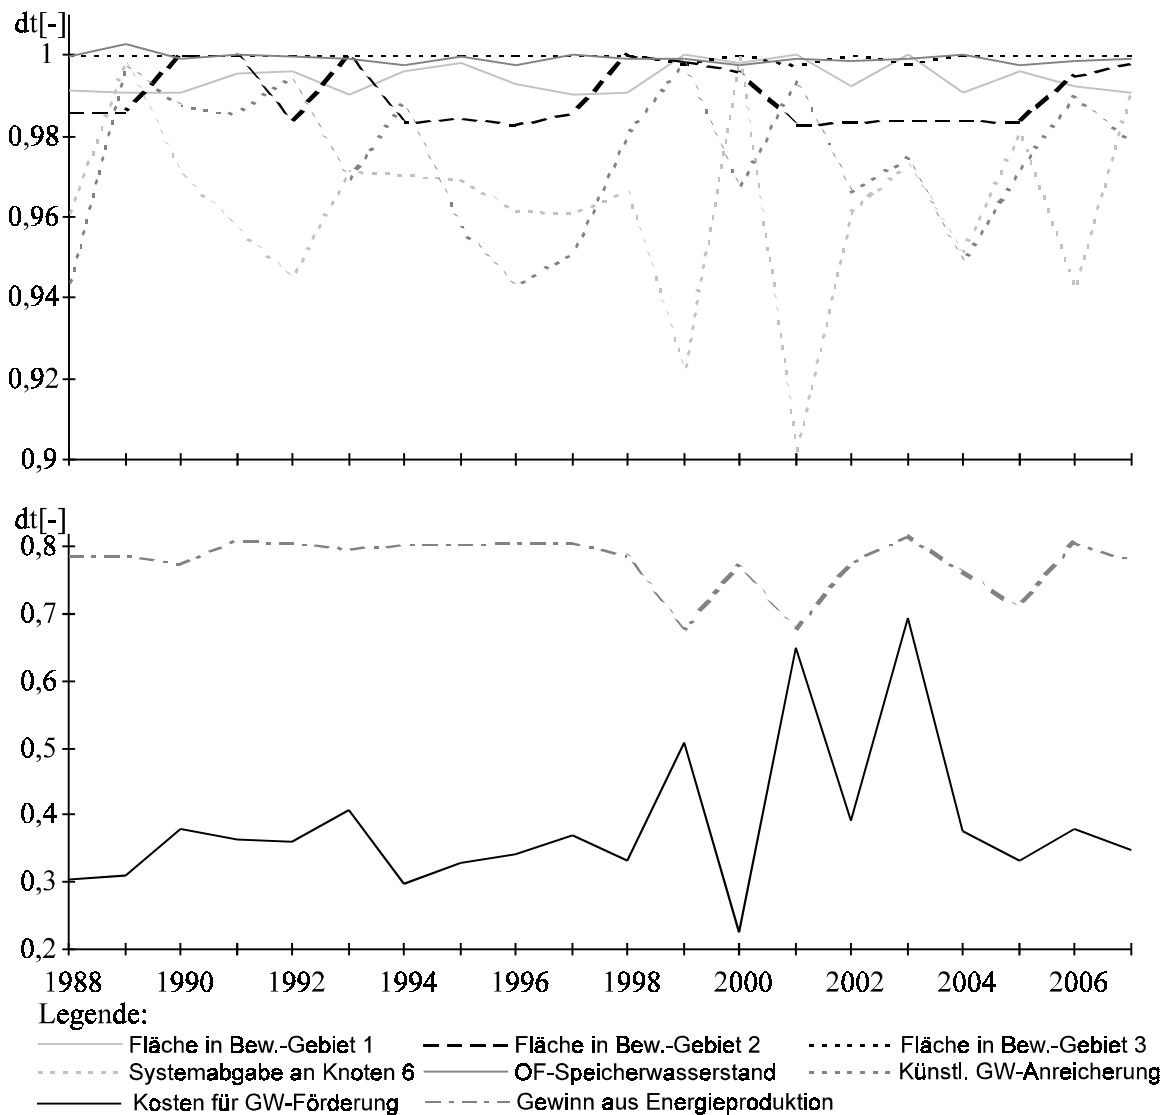 dt[-]
1
0,98
0,96
0,94
0,92
0,9
dt[-]
0,8
0,7
0,6
0,5
0,4
0,3
0,2
1988 1990 1992 1994 1996 1998 2000 2002 2004 2006
Legende:
Fläche in Bew.-Gebiet 1 Fläche in Bew.-Gebiet 2 Fläche in Bew.-Gebiet 3
Systemabgabe an Knoten 6 OF-Speicherwasserstand Künstl. GW-Anreicherung
Kosten für GW-Förderung Gewinn aus Energieproduktion